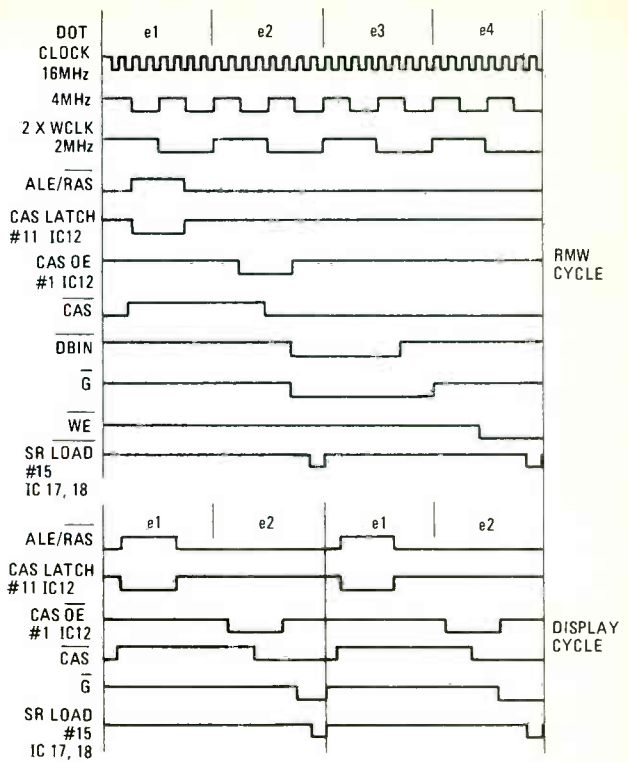 DOT e1 e2 e3 e4
CLOCK
16MHz
4MHz
2 X WCLK
2MHz
ALE/RAS
CAS LATCH
#11 IC12
CAS OE
#1 IC12
RMW
CYCLE
CAS
DBIN
G
WE
SR LOAD
#15
IC 17, 18
e1 e2 e1 e2
ALE/RAS
CAS LATCH
#11 IC12
CAS OE
#1 IC12
DISPLAY
CYCLE
CAS
G
SR LOAD
#15
IC 17, 18